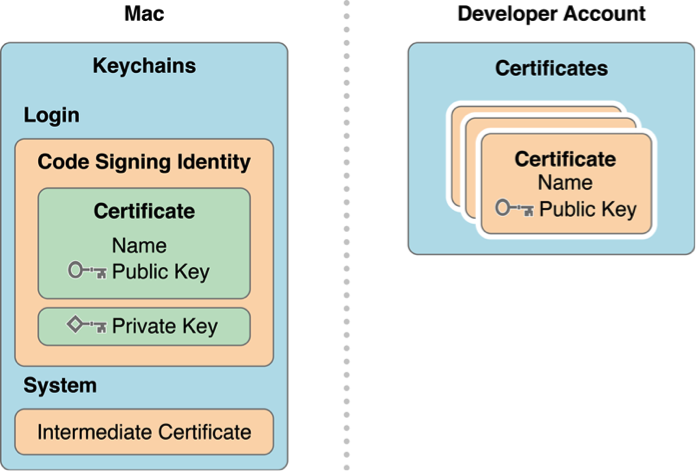 Mac
Keychains
Login
Code Signing Identity
Certificate
Name
Public Key
Private Key
System
Intermediate Certificate
Developer Account
Certificates
Certificate
Name
Public Key